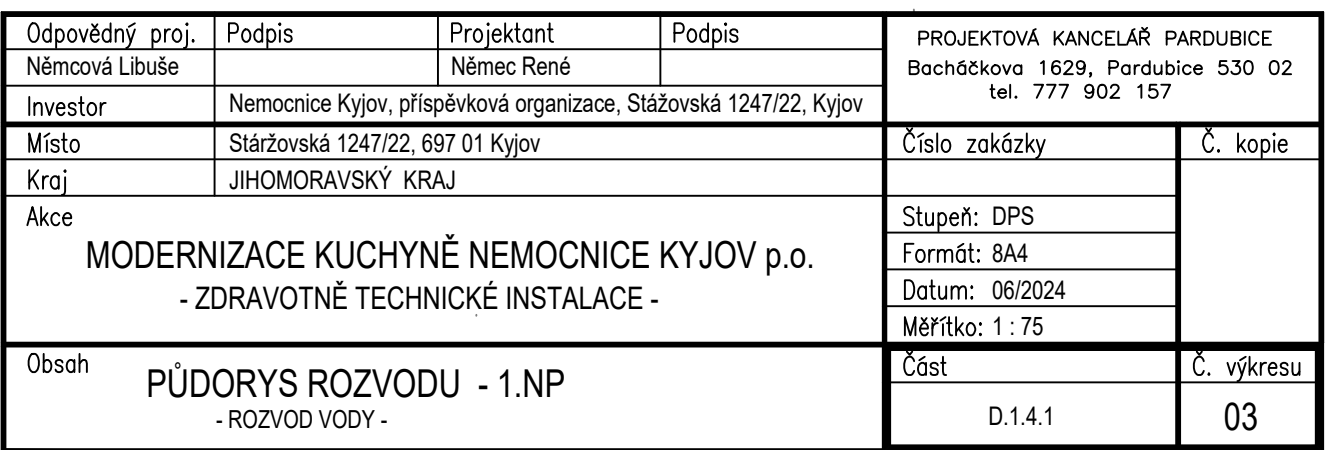 Odpovědný proj. Podpis Projektant Podpis
Němcová Libuše Němec René
Investor Nemocnice Kyjov, příspěvková organizace, Stážovská 1247/22, Kyjov
PROJEKTOVÁ KANCELÁŘ PARDUBICE
Bacháčkova 1629, Pardubice 530 02
tel. 777 902 157
Místo Stáržovská 1247/22, 697 01 Kyjov
Kraj JIHOMORAVSKÝ KRAJ
Číslo zakázky Č. kopie
Akce
MODERNIZACE KUCHYNĚ NEMOCNICE KYJOV p.o.
- ZDRAVOTNĚ TECHNICKÉ INSTALACE -
Stupeň: DPS
Formát: 8A4
Datum: 06/2024
Měřítko: 1 : 75
Obsah
PŮDORYS ROZVODU - 1.NP
- ROZVOD VODY -
Část Č. výkresu
D.1.4.1 03